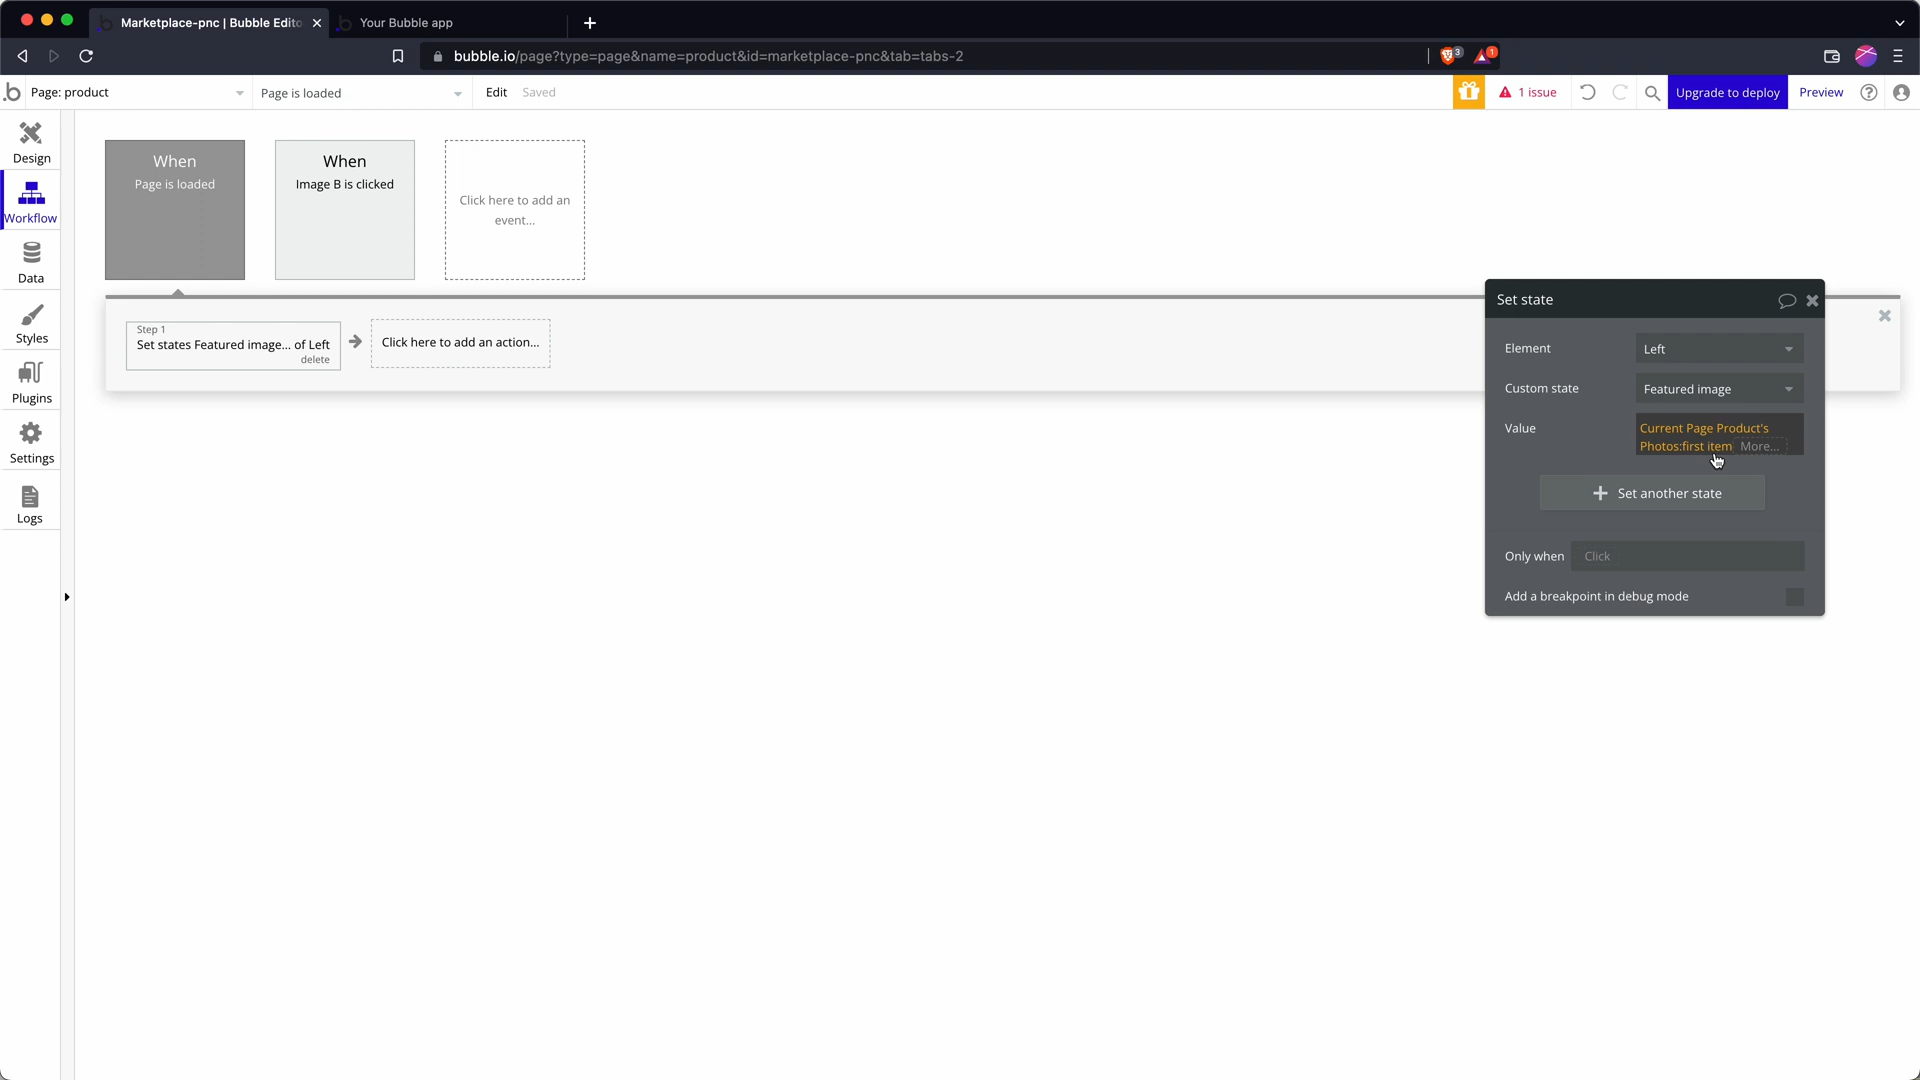 Marketplace-pnc | Bubble Edito
Your Bubble app
bubble.io/page?type=page&name=product&id=marketplace-pnc&tab=tabs-2
3
1
Page: product
Page is loaded
Edit
Saved
1 issue
Upgrade to deploy
Preview
Design
Workflow
Data
Styles
Plugins
Settings
Logs
When
Page is loaded
When
Image B is clicked
Click here to add an
event...
Step 1
Set states Featured image... of Left
delete
Click here to add an action...
Set state
Element
Left
Custom state
Featured image
Value
Current Page Product's
Photos:first item More...
Set another state
Only when
Click
Add a breakpoint in debug mode